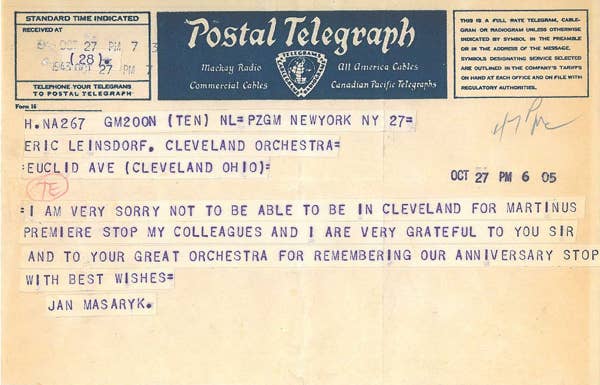 STANDARD TIME INDICATED
RECEIVED AT
1943 OCT 27 PM 7
(28)
TELEPHONE YOUR TELEGRAMS
TO POSTAL TELEGRAPH
Form 16
Postal Telegraph
TELEGRAMS
Mackay Radio
Commercial Cables
All America Cables
Canadian Pacific Telegraphs
THIS IS A FULL RATE TELEGRAM, CABLE-
GRAM OR RADIOGRAM UNLESS OTHERWISE
INDICATED BY SYMBOL IN THE PREAMBLE
OR IN THE ADDRESS OF THE MESSAGE.
SYMBOLS DESIGNATING SERVICE SELECTED
ARE OUTLINED IN THE COMPANY'S TARIFFS
ON HAND AT EACH OFFICE AND ON FILE WITH
REGULATORY AUTHORITIES.
H.NA267 GM200N (TEN) NL=PZGM NEWYORK NY 27=
ERIC LEINSDORF, CLEVELAND ORCHESTRA=
:EUCLID AVE (CLEVELAND OHIO)=
TE
OCT 27 PM 6 05
=I AM VERY SORRY NOT TO BE ABLE TO BE IN CLEVELAND FOR MARTINUS
PREMIERE STOP MY COLLEAGUES AND I ARE VERY GRATEFUL TO YOU SIR
AND TO YOUR GREAT ORCHESTRA FOR REMEMBERING OUR ANNIVERSARY STOP
WITH BEST WISHES=
JAN MASARYK.